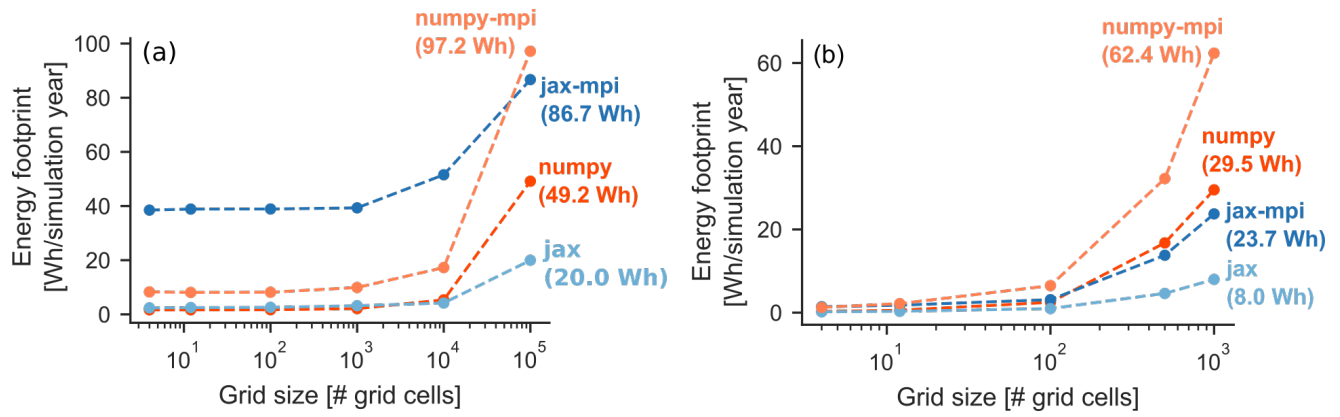 (a)
numpy-mpi
(97.2 Wh)
jax-mpi
(86.7 Wh)
numpy
(49.2 Wh)
jax
(20.0 Wh)
Energy footprint
[Wh/simulation year]
100
80
60
40
20
0
10¹
10²
10³
10⁴
10⁵
Grid size [# grid cells]
(b)
numpy-mpi
(62.4 Wh)
numpy
(29.5 Wh)
jax-mpi
(23.7 Wh)
jax
(8.0 Wh)
Energy footprint
[Wh/simulation year]
60
40
20
0
10¹
10²
10³
Grid size [# grid cells]